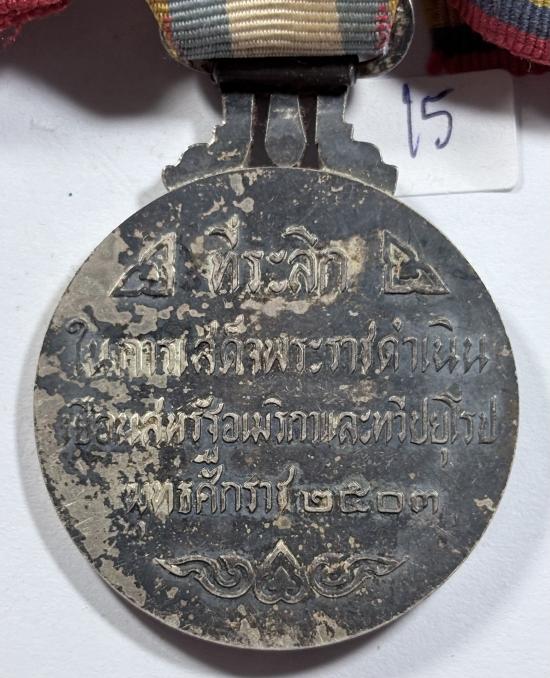 15
ที่ระลึก
ในการเสด็จพระราชดำเนิน
เยือนสหรัฐอเมริกาและทวีปยุโรป
พุทธศักราช ๒๕๐๓